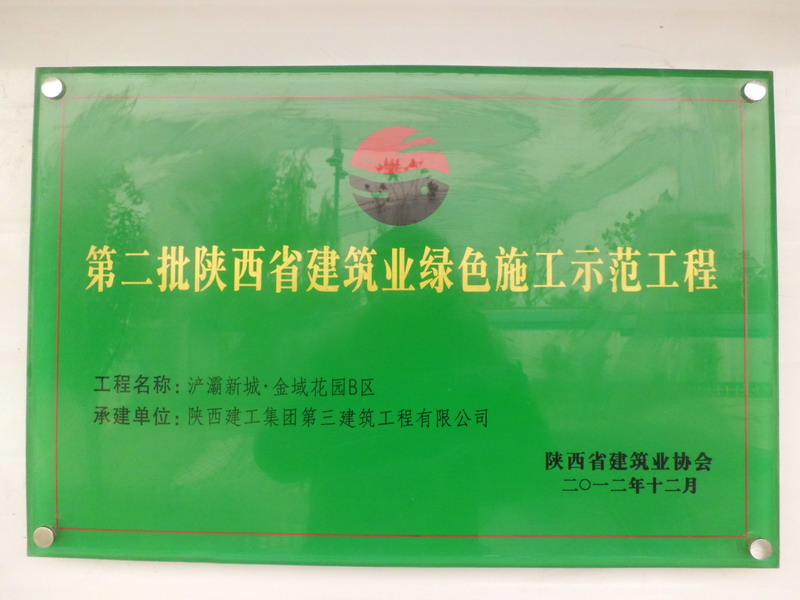 第二批陕西省建筑业绿色施工示范工程
工程名称：浐灞新城·金域花园B区
承建单位：陕西建工集团第三建筑工程有限公司
陕西省建筑业协会
二〇一二年十二月